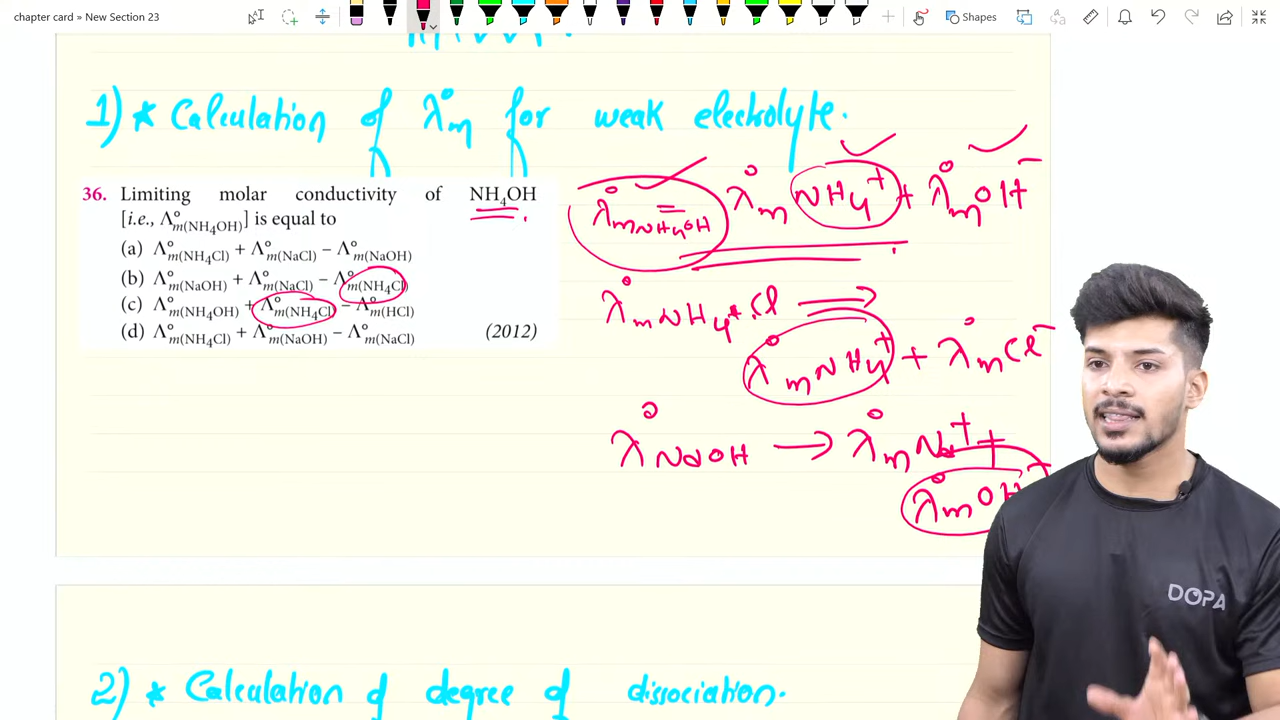 chapter card » New Section 23
Shapes
1) * Calculation of λ°m for weak electrolyte.
36. Limiting molar conductivity of NH₄OH
[i.e., Λ°m(NH₄OH)] is equal to
(a) Λ°m(NH₄Cl) + Λ°m(NaCl) – Λ°m(NaOH)
(b) Λ°m(NaOH) + Λ°m(NaCl) – Λ°m(NH₄Cl)
(c) Λ°m(NH₄OH) + Λ°m(NH₄Cl) – Λ°m(HCl)
(d) Λ°m(NH₄Cl) + Λ°m(NaOH) – Λ°m(NaCl) (2012)
λ°m NH₄OH = λ°m NH₄⁺ + λ°m OH⁻
λ°m NH₄⁺Cl ⟶
λ°m NH₄⁺ + λ°m Cl⁻
λ° NaOH → λ°m Na⁺ +
λ°m OH⁻
DOPA
2) * Calculation of degree of dissociation.